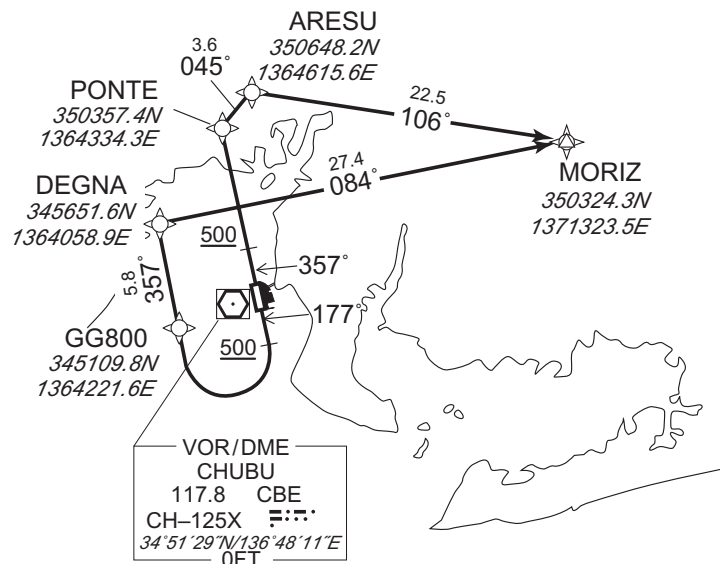 ARESU
350648.2N
1364615.6E
3.6
045°
PONTE
350357.4N
1364334.3E
22.5
106°
MORIZ
350324.3N
1371323.5E
27.4
084°
DEGNA
345651.6N
1364058.9E
500
357°
5.8
357°
177°
GG800
345109.8N
1364221.6E
500
VOR/DME
CHUBU
117.8 CBE
CH–125X
34°51´29˝N/136°48´11˝E
0FT